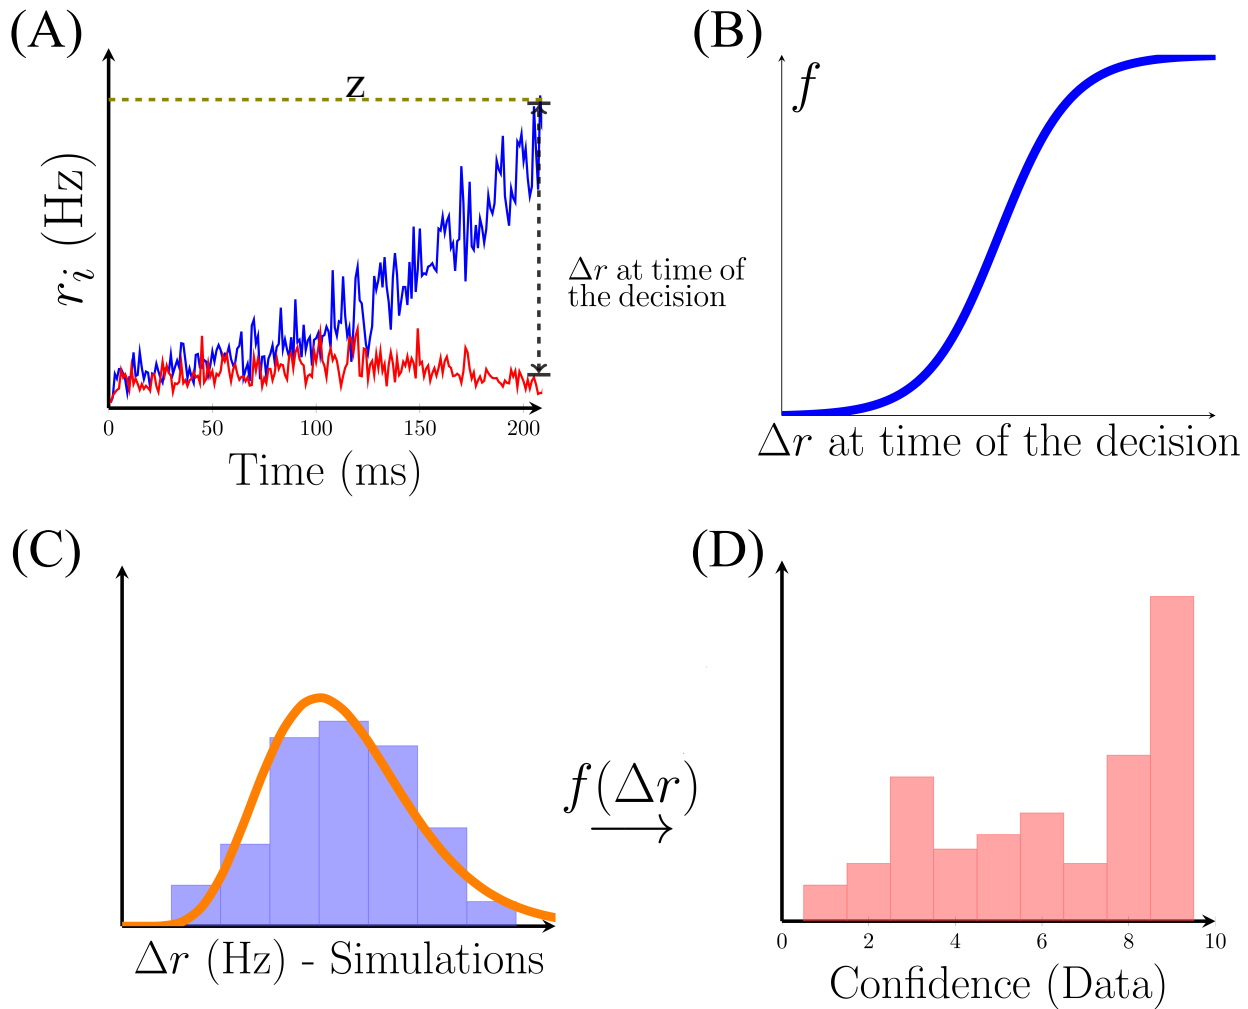 (A)
z
r_i (Hz)
Δr at time of
the decision
0 50 100 150 200
Time (ms)
(B)
f
Δr at time of the decision
(C)
Δr (Hz) - Simulations
f(Δr)
→
(D)
0 2 4 6 8 10
Confidence (Data)